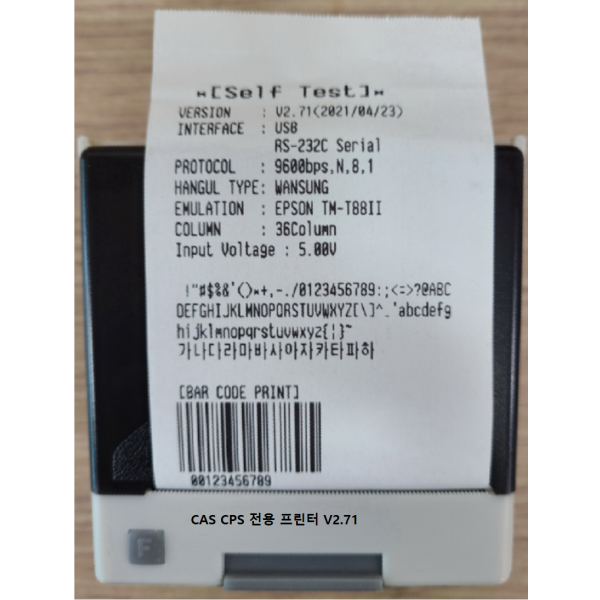 *[Self Test]*
VERSION : V2.71(2021/04/23)
INTERFACE : USB
RS-232C Serial
PROTOCOL : 9600bps,N,8,1
HANGUL TYPE: WANSUNG
EMULATION : EPSON TM-T88II
COLUMN : 36Column
Input Voltage : 5.00V
!"#$%&'()*+,-./0123456789:;<=>?@ABC
DEFGHIJKLMNOPQRSTUVWXYZ[\]^.'abcdefg
hijklmnopqrstuvwxyz{¦}~
가나다라마바사아자카타파하
[BAR CODE PRINT]
00123456789
CAS CPS 전용 프린터 V2.71
F